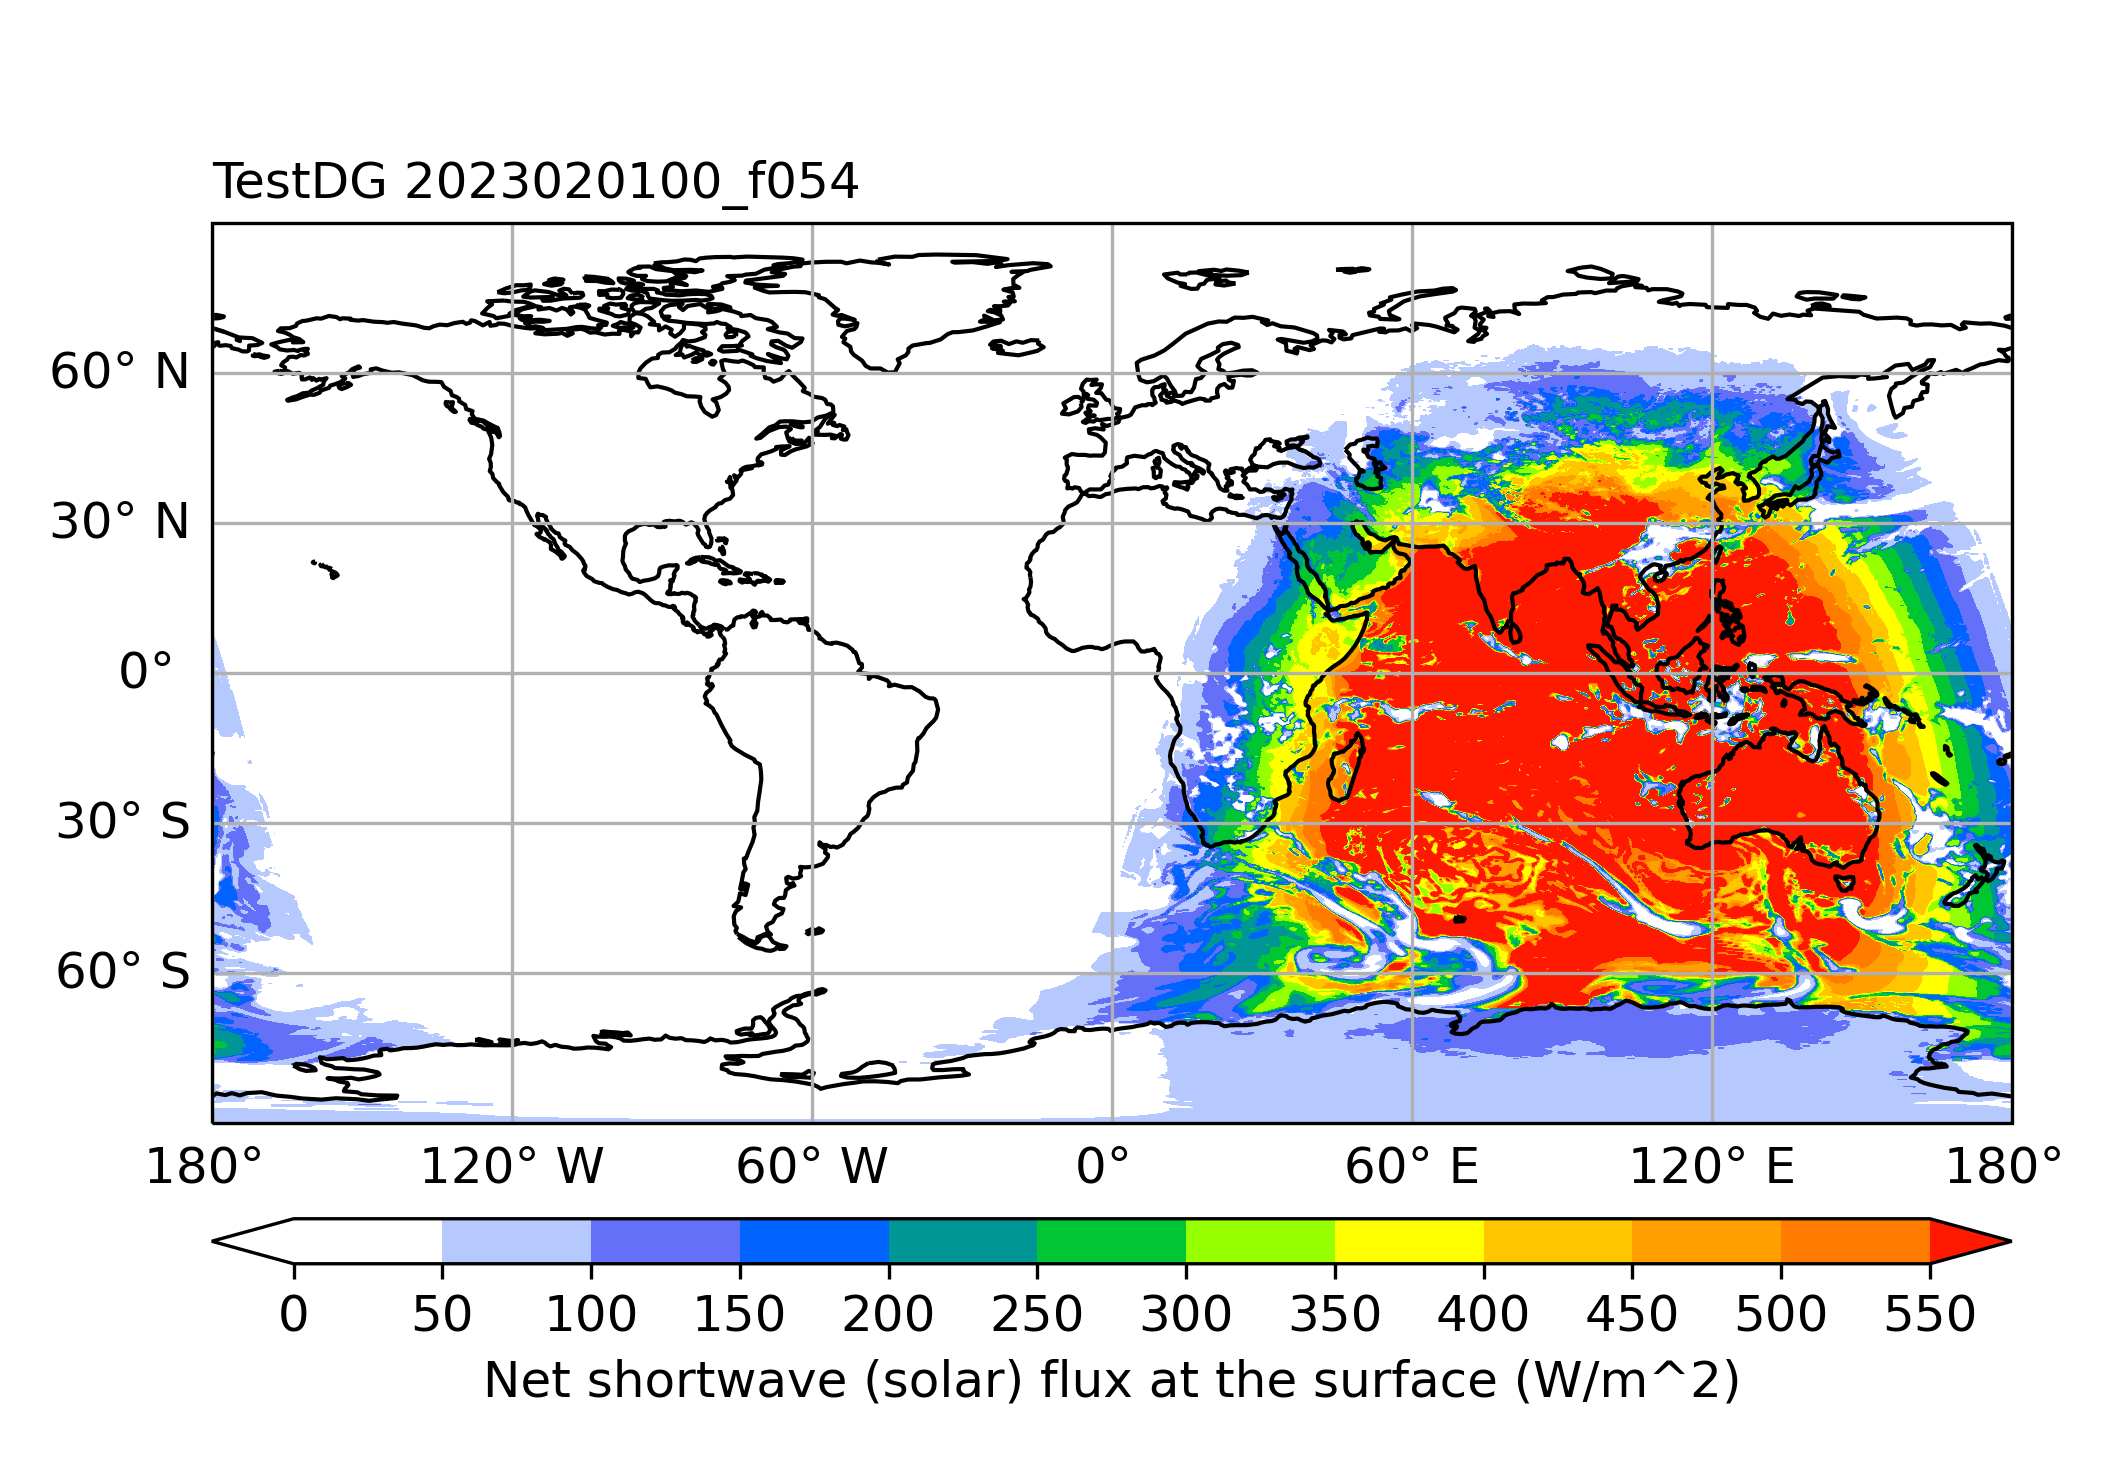 TestDG 2023020100_f054
60° N
30° N
0°
30° S
60° S
180° 120° W 60° W 0° 60° E 120° E 180°
0 50 100 150 200 250 300 350 400 450 500 550
Net shortwave (solar) flux at the surface (W/m^2)